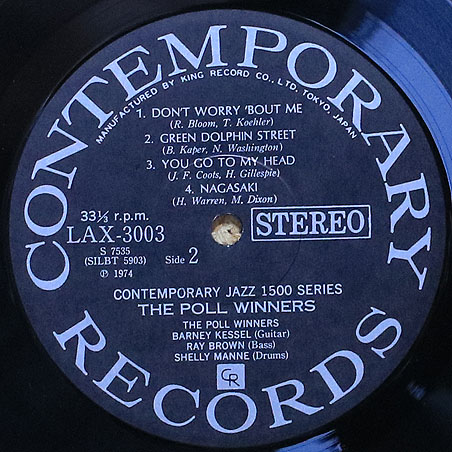 CONTEMPORARY
MANUFACTURED BY KING RECORD CO., LTD, TOKYO, JAPAN
1. DON'T WORRY 'BOUT ME
(R. Bloom, T. Koehler)
2. GREEN DOLPHIN STREET
(B. Kaper, N. Washington)
3. YOU GO TO MY HEAD
(J. F. Coots, H. Gillespie)
4. NAGASAKI
(H. Warren, M. Dixon)
33⅓ r.p.m.
LAX-3003
STEREO
S 7535
(SILBT 5903)
Side 2
℗ 1974
CONTEMPORARY JAZZ 1500 SERIES
THE POLL WINNERS
THE POLL WINNERS
BARNEY KESSEL (Guitar)
RAY BROWN (Bass)
SHELLY MANNE (Drums)
CR
RECORDS